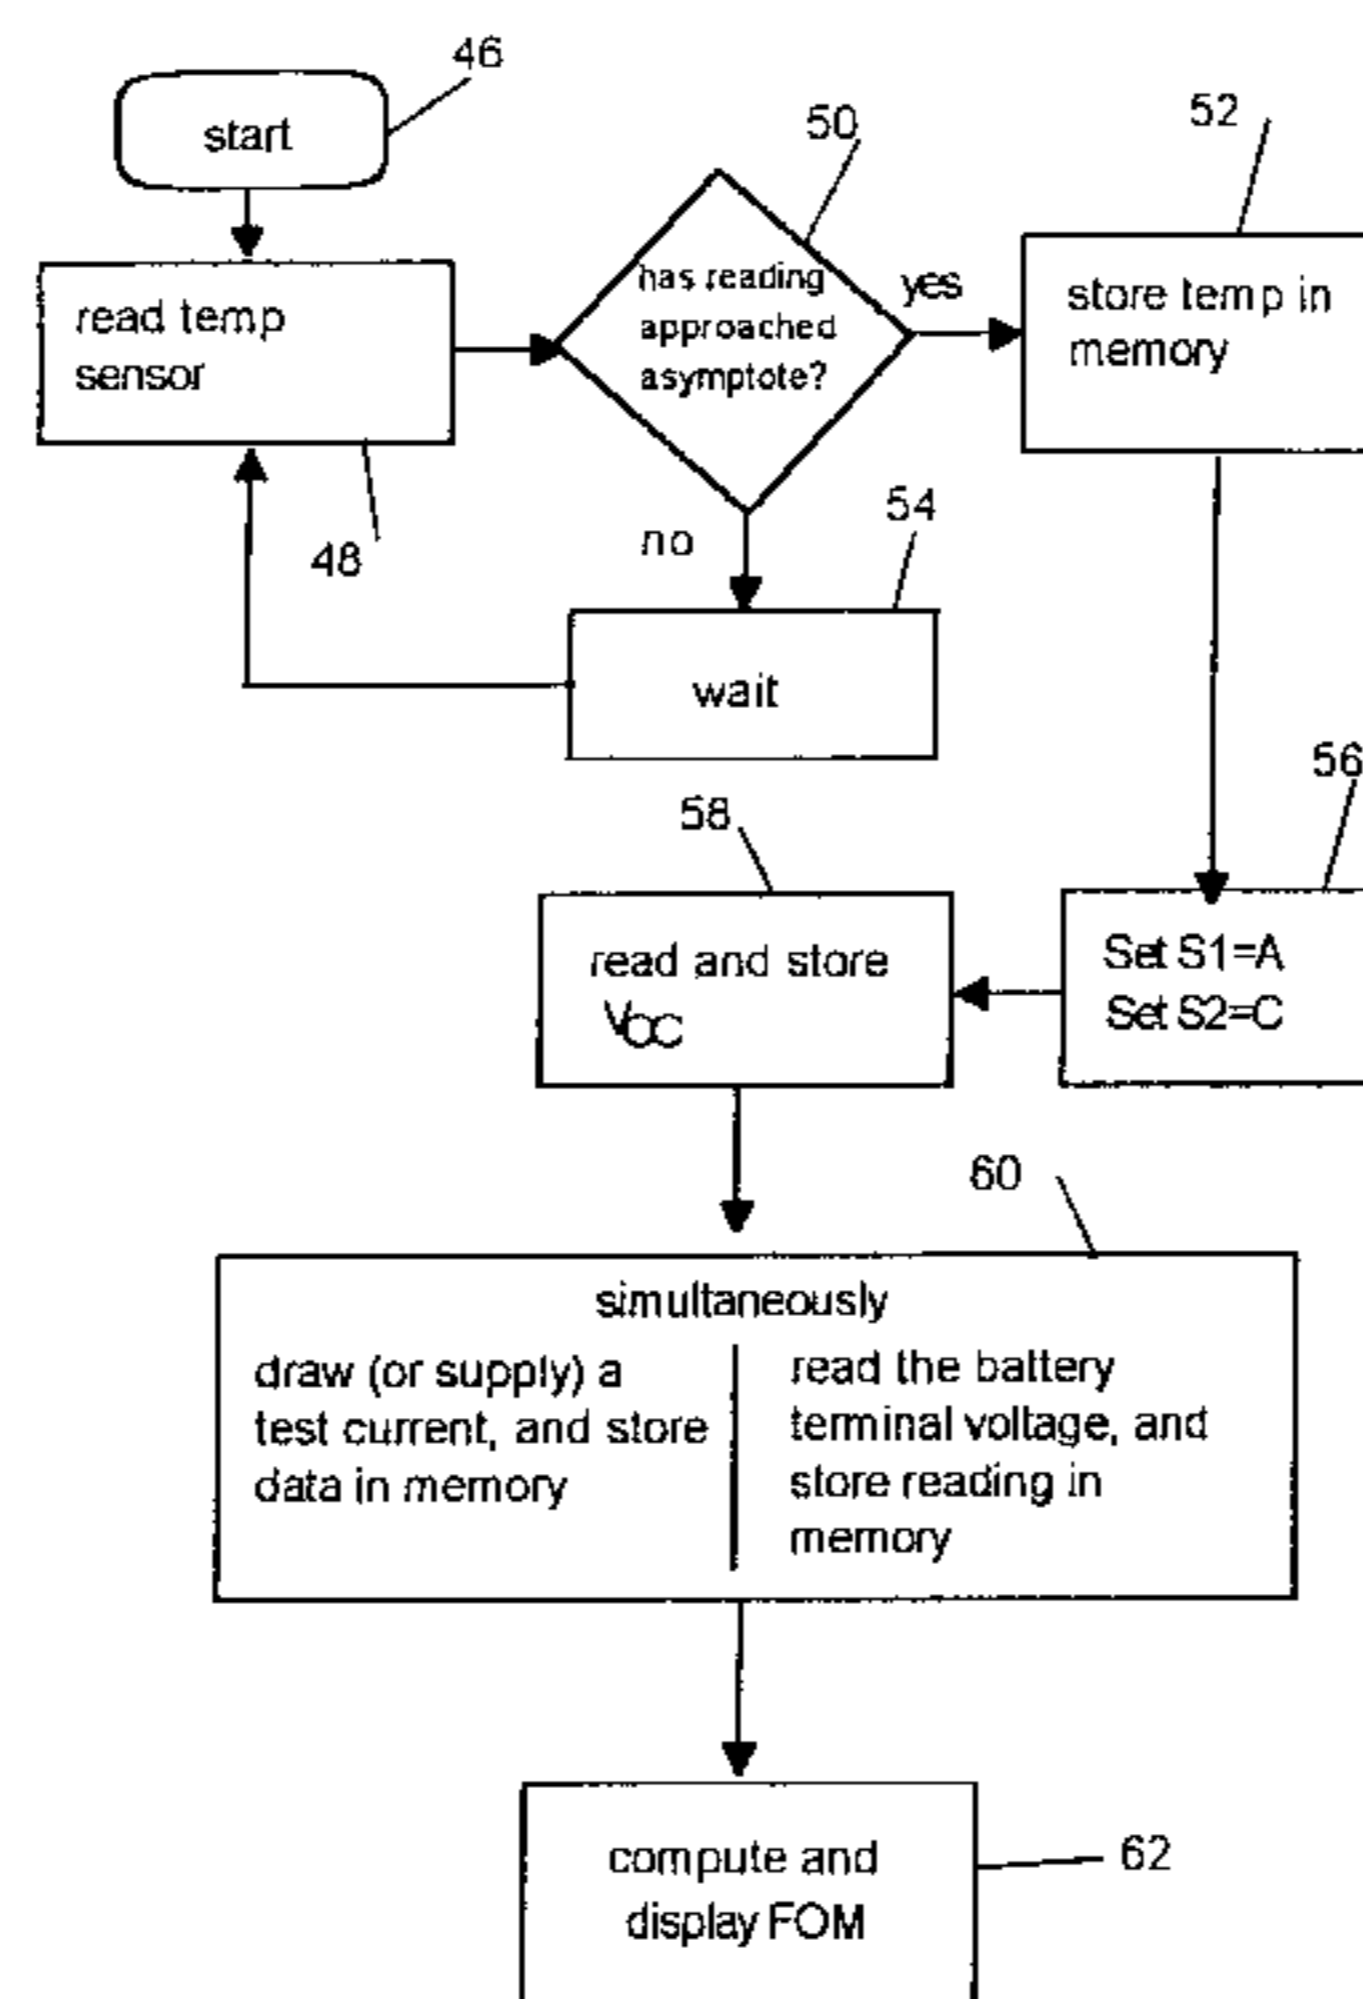 46
start
50
52
has reading
approached
asymptote?
yes
read temp
sensor
store temp in
memory
48
no
54
wait
56
58
read and store
VOC
Set S1=A
Set S2=C
60
simultaneously
draw (or supply) a
test current, and store
data in memory
read the battery
terminal voltage, and
store reading in
memory
compute and
display FOM
62